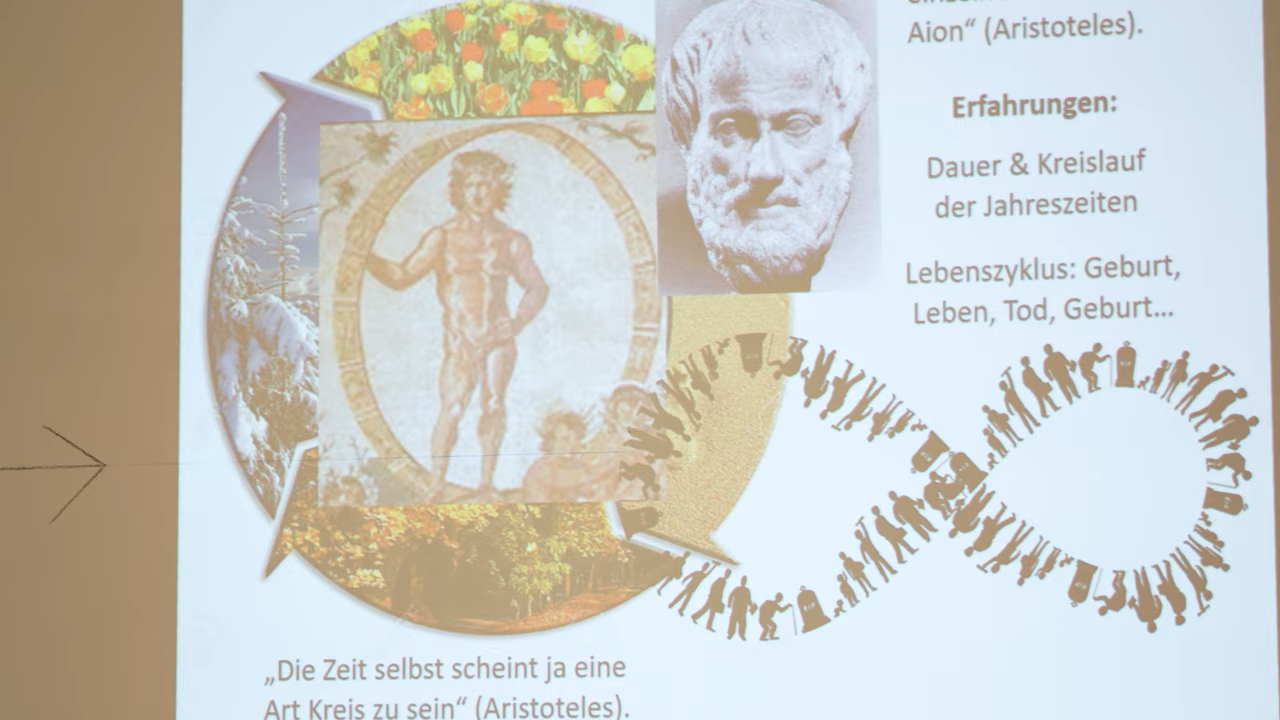 Aion“ (Aristoteles).
Erfahrungen:
Dauer & Kreislauf
der Jahreszeiten
Lebenszyklus: Geburt,
Leben, Tod, Geburt...
„Die Zeit selbst scheint ja eine
Art Kreis zu sein“ (Aristoteles).